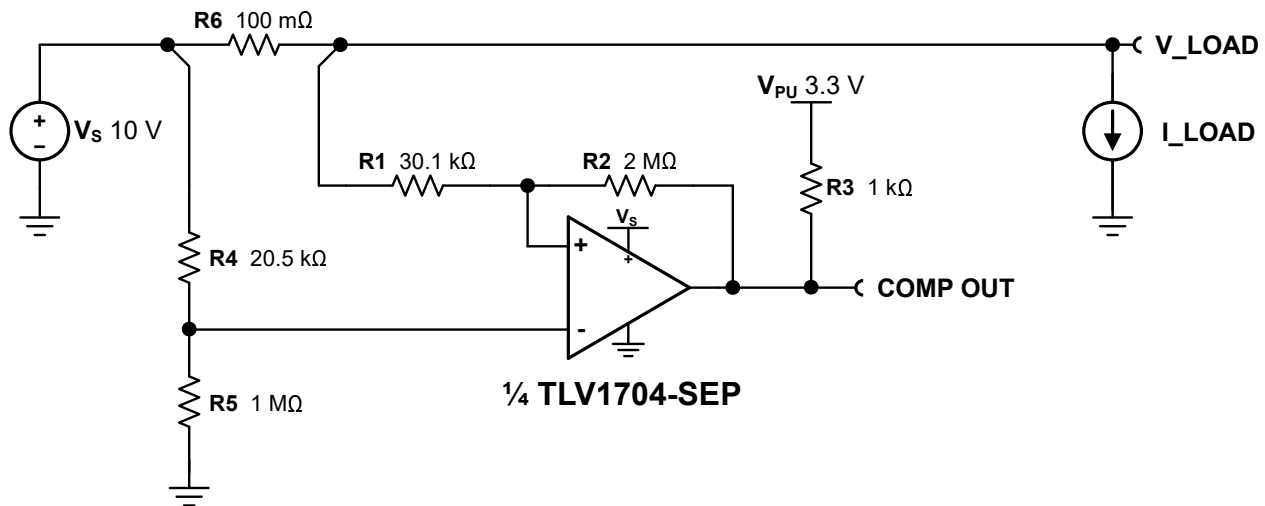 R6 100 mΩ
V_LOAD
VPU 3.3 V
+
-
VS 10 V
I_LOAD
R1 30.1 kΩ
R2 2 MΩ
R3 1 kΩ
VS
+
+
R4 20.5 kΩ
COMP OUT
-
¼ TLV1704-SEP
R5 1 MΩ